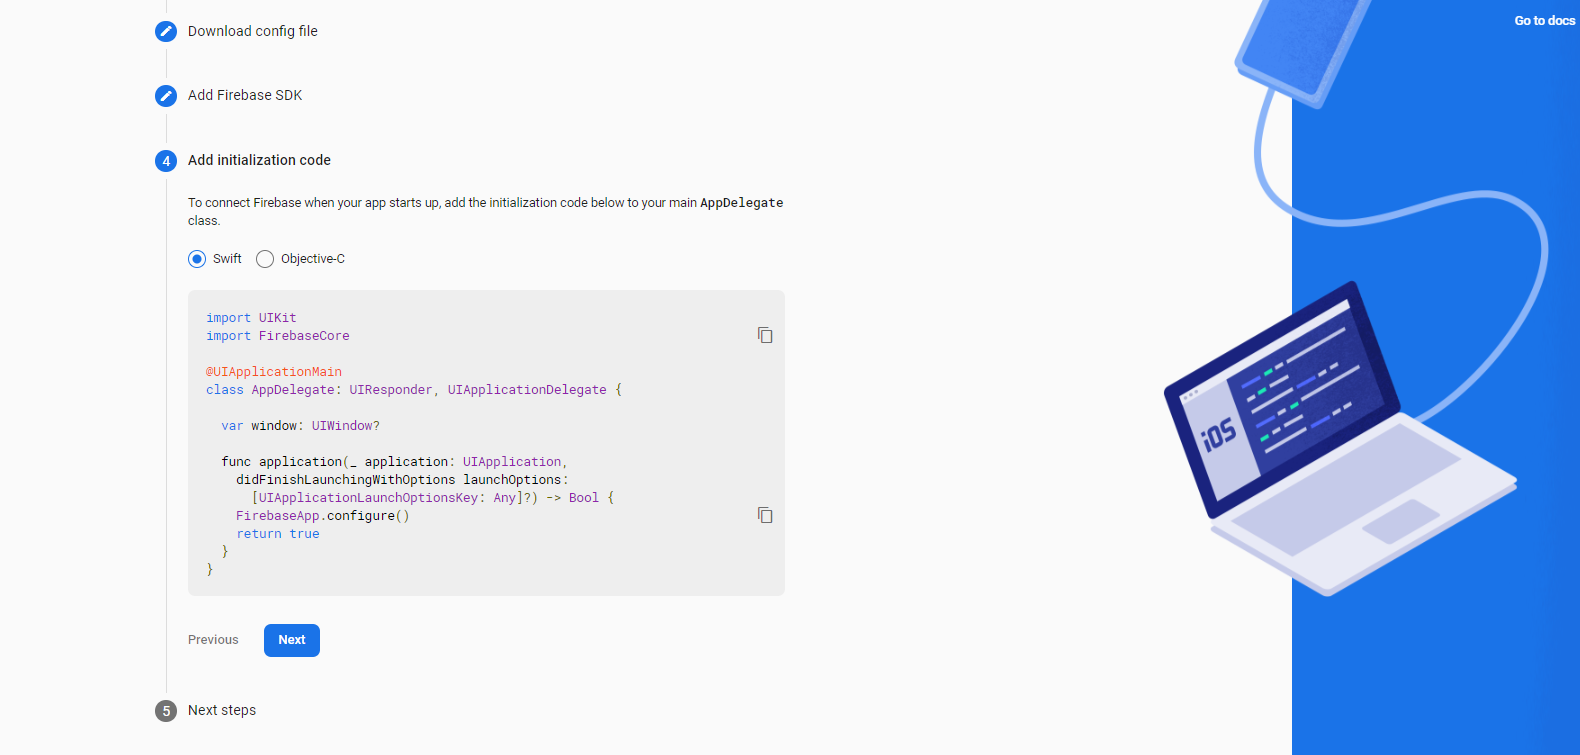 Go to docs
Download config file
Add Firebase SDK
4 Add initialization code
To connect Firebase when your app starts up, add the initialization code below to your main AppDelegate
class.
Swift Objective-C
import UIKit
import FirebaseCore
@UIApplicationMain
class AppDelegate: UIResponder, UIApplicationDelegate {
var window: UIWindow?
func application(_ application: UIApplication,
didFinishLaunchingWithOptions launchOptions:
[UIApplicationLaunchOptionsKey: Any]?) -> Bool {
FirebaseApp.configure()
return true
}
}
iOS
Previous Next
5 Next steps